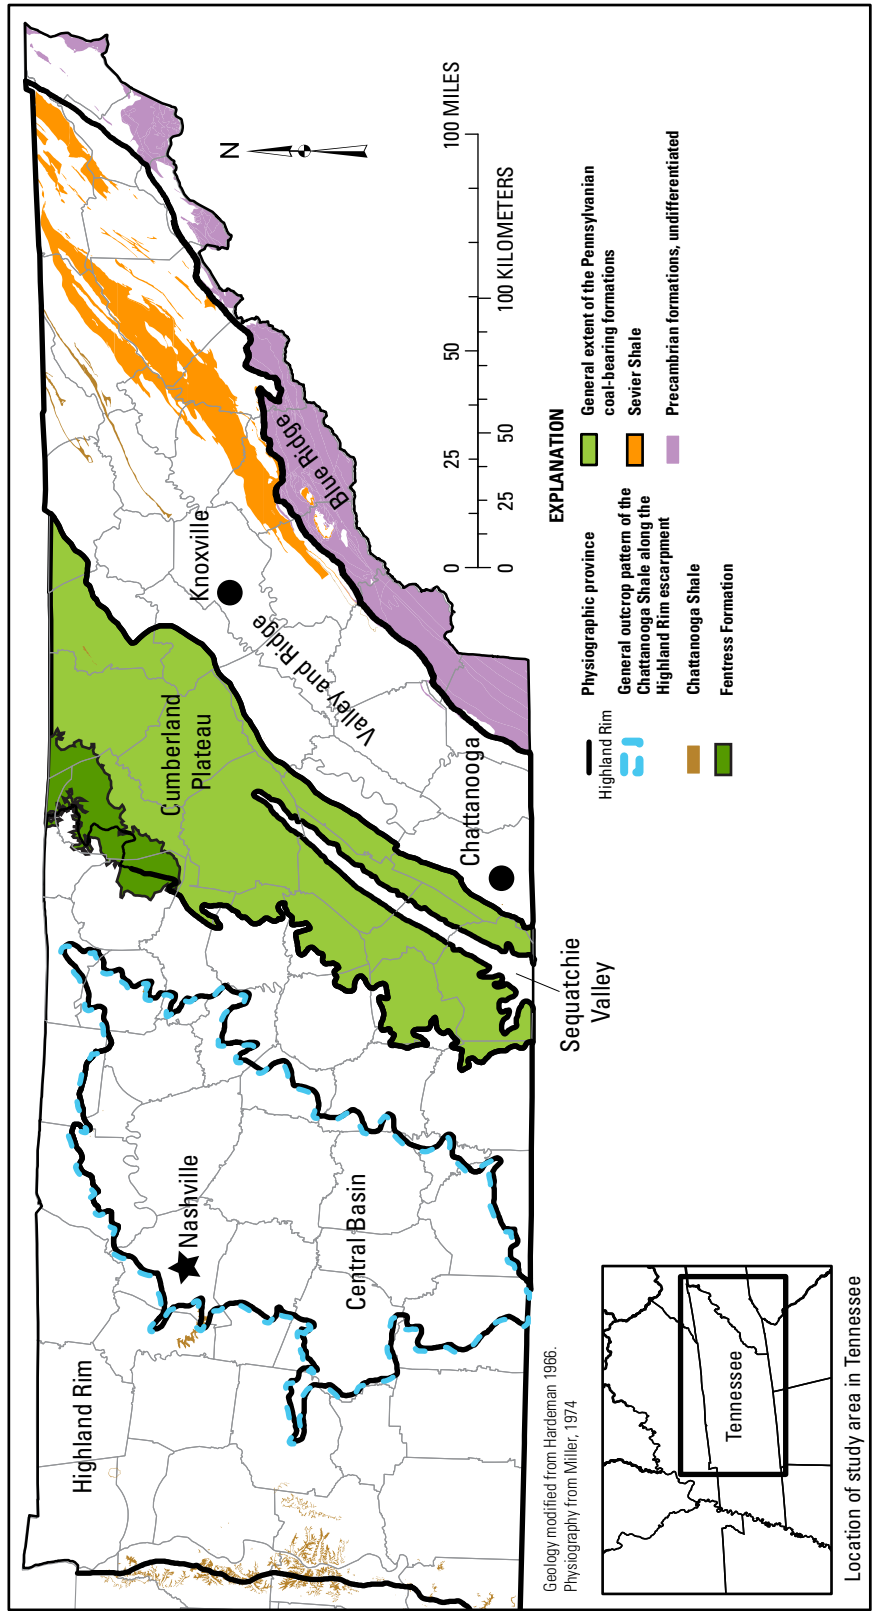 Highland Rim
Nashville
Central Basin
Cumberland
Plateau
Knoxville
Valley and Ridge
Chattanooga
Blue Ridge
Sequatchie
Valley
N
0
25
50
100 MILES
0
25
50
100 KILOMETERS
Geology modified from Hardeman 1966.
Physiography from Miller, 1974
Tennessee
Location of study area in Tennessee
EXPLANATION
Highland Rim
Physiographic province
General outcrop pattern of the
Chattanooga Shale along the
Highland Rim escarpment
Chattanooga Shale
Fentress Formation
General extent of the Pennsylvanian
coal-bearing formations
Sevier Shale
Precambrian formations, undifferentiated